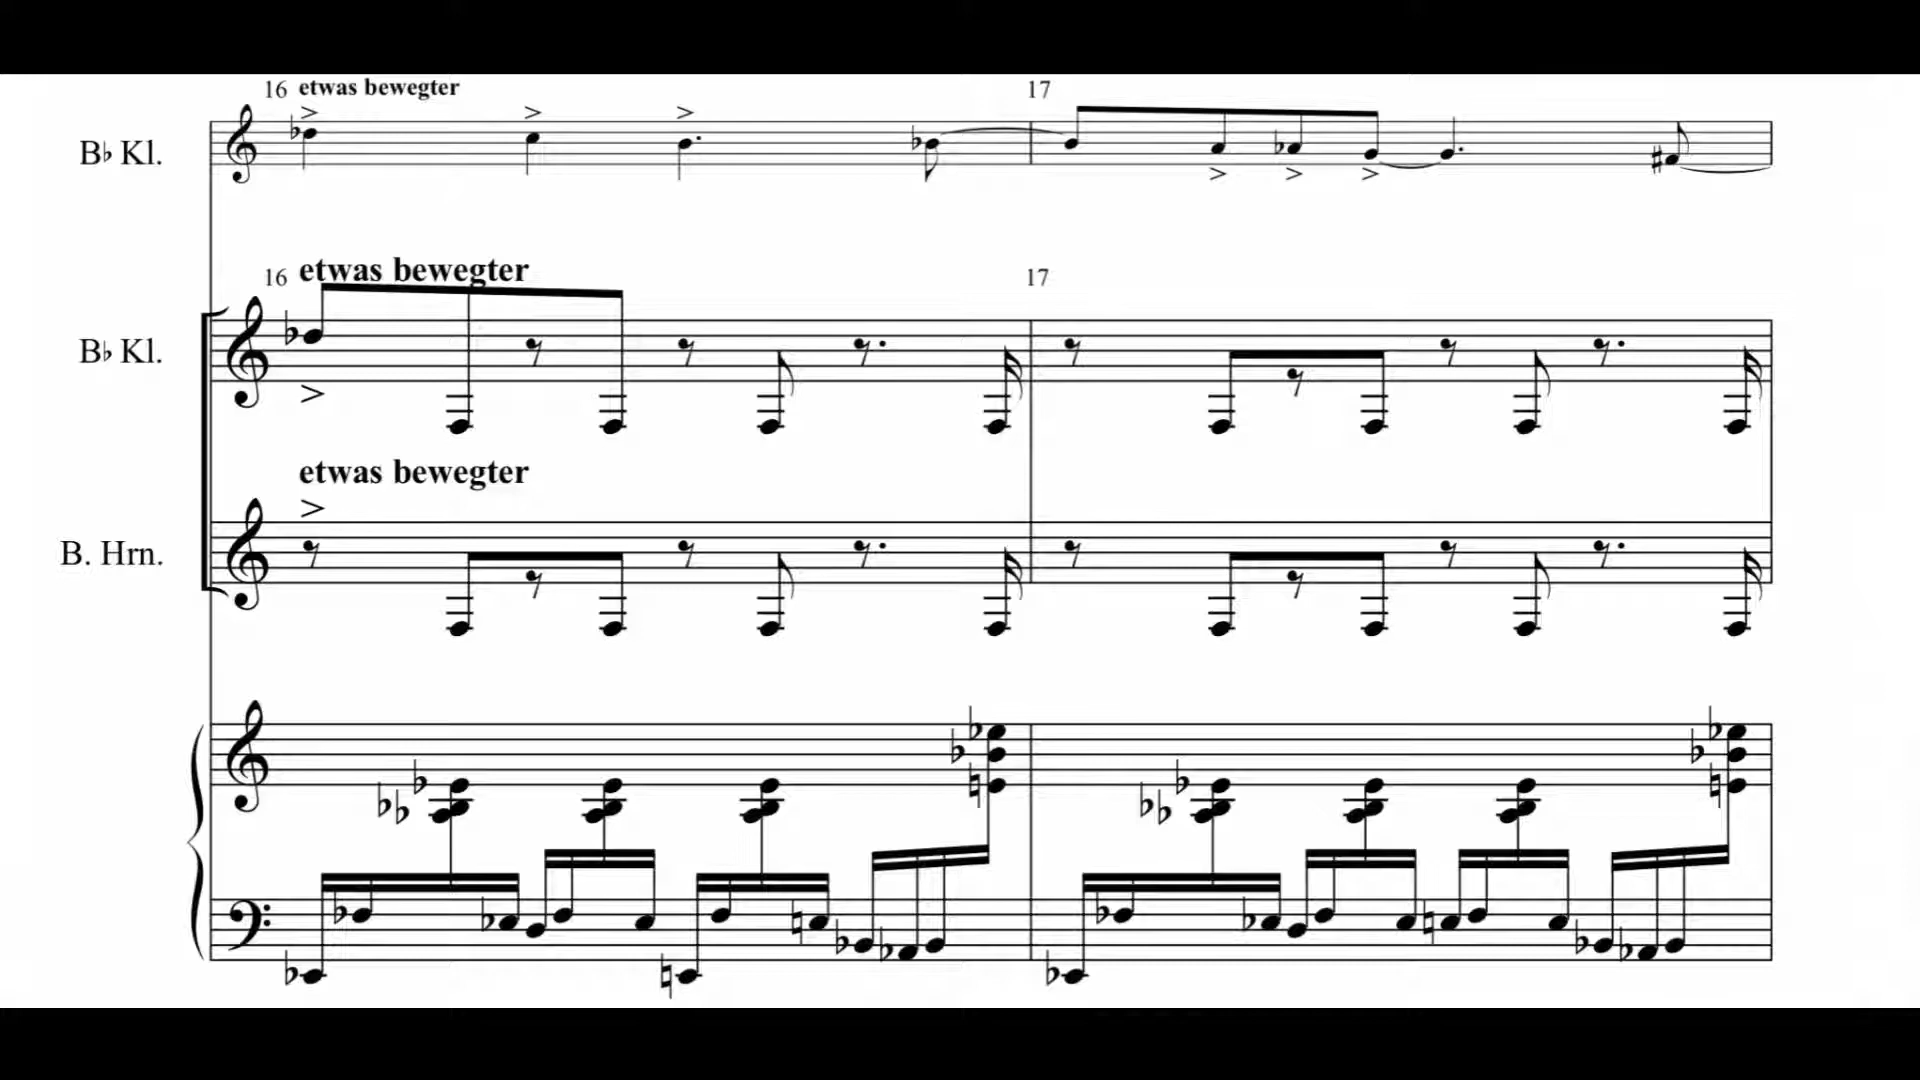 16 etwas bewegter 17
B♭ Kl.
16 etwas bewegter 17
B♭ Kl.
etwas bewegter
B. Hrn.